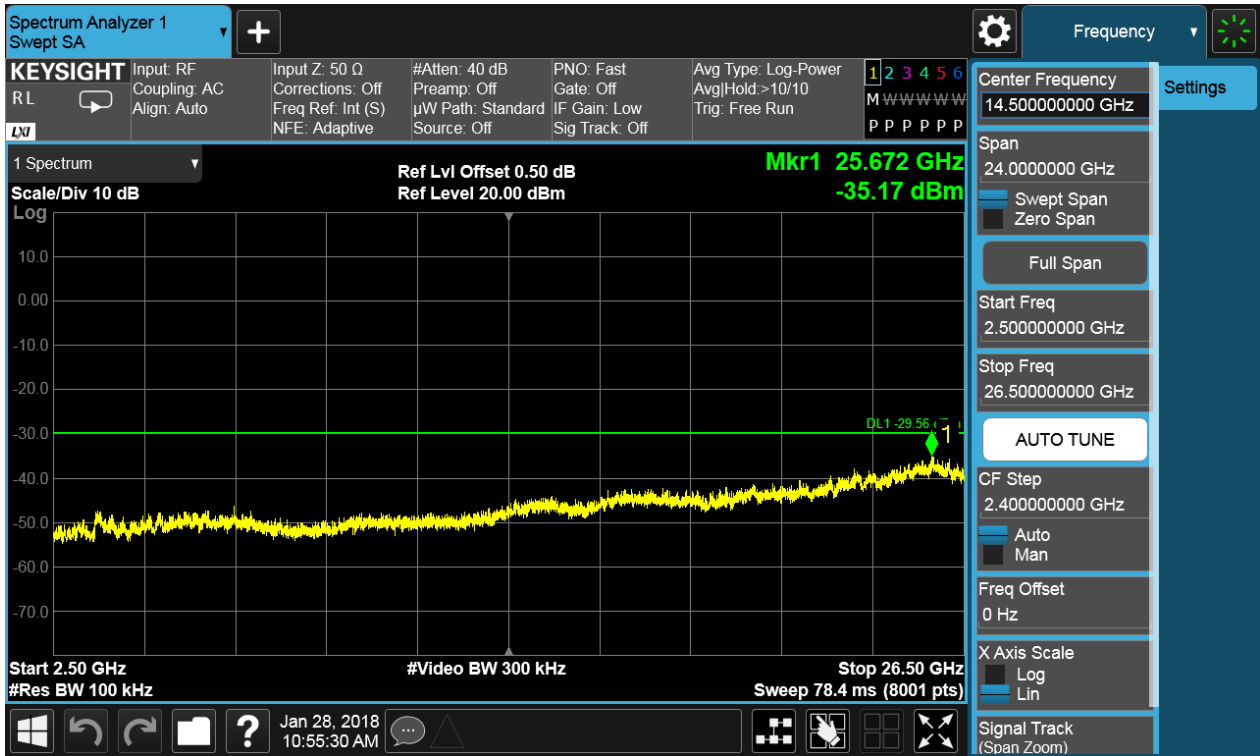 Spectrum Analyzer 1
Swept SA
+
Frequency
KEYSIGHT
R L
LXI
Input: RF
Coupling: AC
Align: Auto
Input Z: 50 Ω
Corrections: Off
Freq Ref: Int (S)
NFE: Adaptive
#Atten: 40 dB
Preamp: Off
µW Path: Standard
Source: Off
PNO: Fast
Gate: Off
IF Gain: Low
Sig Track: Off
Avg Type: Log-Power
Avg|Hold:>10/10
Trig: Free Run
1 2 3 4 5 6
M W W W W W
P P P P P P
1 Spectrum
Scale/Div 10 dB
Ref Lvl Offset 0.50 dB
Ref Level 20.00 dBm
Mkr1 25.672 GHz
-35.17 dBm
Log
10.0
0.00
-10.0
-20.0
-30.0
-40.0
-50.0
-60.0
-70.0
DL1 -29.56
1
Start 2.50 GHz
#Res BW 100 kHz
#Video BW 300 kHz
Stop 26.50 GHz
Sweep 78.4 ms (8001 pts)
Center Frequency
14.500000000 GHz
Span
24.0000000 GHz
Swept Span
Zero Span
Full Span
Start Freq
2.500000000 GHz
Stop Freq
26.500000000 GHz
AUTO TUNE
CF Step
2.400000000 GHz
Auto
Man
Freq Offset
0 Hz
X Axis Scale
Log
Lin
Signal Track
(Span Zoom)
Settings
?
Jan 28, 2018
10:55:30 AM